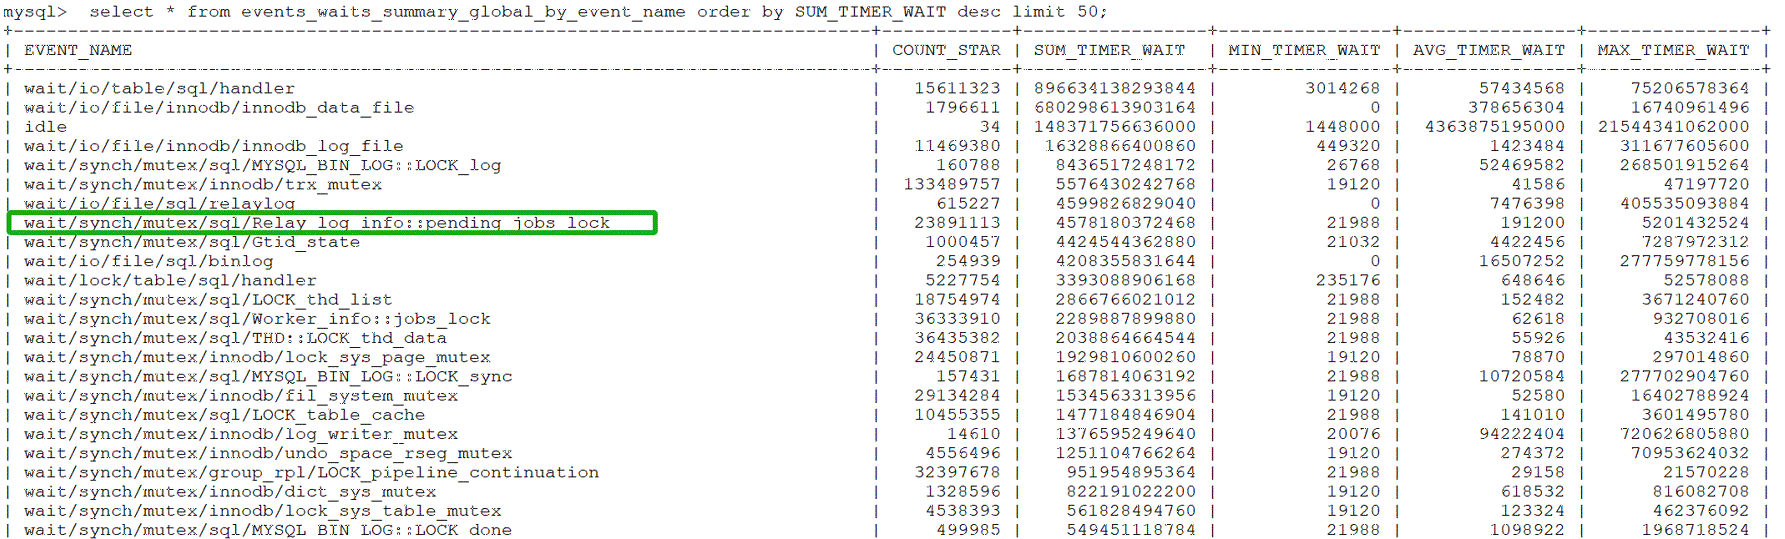 mysql>  select * from events_waits_summary_global_by_event_name order by SUM_TIMER_WAIT desc limit 50;
| EVENT_NAME | COUNT_STAR | SUM_TIMER_WAIT | MIN_TIMER_WAIT | AVG_TIMER_WAIT | MAX_TIMER_WAIT |
| wait/io/table/sql/handler | 15611323 | 896634138293844 | 3014268 | 57434568 | 75206578364 |
| wait/io/file/innodb/innodb_data_file | 1796611 | 680298613903164 | 0 | 378656304 | 16740961496 |
| idle | 34 | 148371756636000 | 1448000 | 4363875195000 | 21544341062000 |
| wait/io/file/innodb/innodb_log_file | 11469380 | 16328866400860 | 449320 | 1423484 | 311677605600 |
| wait/synch/mutex/sql/MYSQL_BIN_LOG::LOCK_log | 160788 | 8436517248172 | 26768 | 52469582 | 268501915264 |
| wait/synch/mutex/innodb/trx_mutex | 133489757 | 5576430242768 | 19120 | 41586 | 47197720 |
| wait/io/file/sql/relaylog | 615227 | 4599826829040 | 0 | 7476398 | 405535093884 |
| wait/synch/mutex/sql/Relay_log_info::pending_jobs_lock | 23891113 | 4578180372468 | 21988 | 191200 | 5201432524 |
| wait/synch/mutex/sql/Gtid_state | 1000457 | 4424544362880 | 21032 | 4422456 | 7287972312 |
| wait/io/file/sql/binlog | 254939 | 4208355831644 | 0 | 16507252 | 277759778156 |
| wait/lock/table/sql/handler | 5227754 | 3393088906168 | 235176 | 648646 | 52578088 |
| wait/synch/mutex/sql/LOCK_thd_list | 18754974 | 2866766021012 | 21988 | 152482 | 3671240760 |
| wait/synch/mutex/sql/Worker_info::jobs_lock | 36333910 | 2289887899880 | 21988 | 62618 | 932708016 |
| wait/synch/mutex/sql/THD::LOCK_thd_data | 36435382 | 2038864664544 | 21988 | 55926 | 43532416 |
| wait/synch/mutex/innodb/lock_sys_page_mutex | 24450871 | 1929810600260 | 19120 | 78870 | 297014860 |
| wait/synch/mutex/sql/MYSQL_BIN_LOG::LOCK_sync | 157431 | 1687814063192 | 21988 | 10720584 | 277702904760 |
| wait/synch/mutex/innodb/fil_system_mutex | 29134284 | 1534563313956 | 19120 | 52580 | 16402788924 |
| wait/synch/mutex/sql/LOCK_table_cache | 10455355 | 1477184846904 | 21988 | 141010 | 3601495780 |
| wait/synch/mutex/innodb/log_writer_mutex | 14610 | 1376595249640 | 20076 | 94222404 | 720626805880 |
| wait/synch/mutex/innodb/undo_space_rseg_mutex | 4556496 | 1251104766264 | 19120 | 274372 | 70953624032 |
| wait/synch/mutex/group_rpl/LOCK_pipeline_continuation | 32397678 | 951954895364 | 21988 | 29158 | 21570228 |
| wait/synch/mutex/innodb/dict_sys_mutex | 1328596 | 822191022200 | 19120 | 618532 | 816082708 |
| wait/synch/mutex/innodb/lock_sys_table_mutex | 4538393 | 561828494760 | 19120 | 123324 | 462376092 |
| wait/synch/mutex/sql/MYSQL_BIN_LOG::LOCK_done | 499985 | 549451118784 | 21988 | 1098922 | 1968718524 |